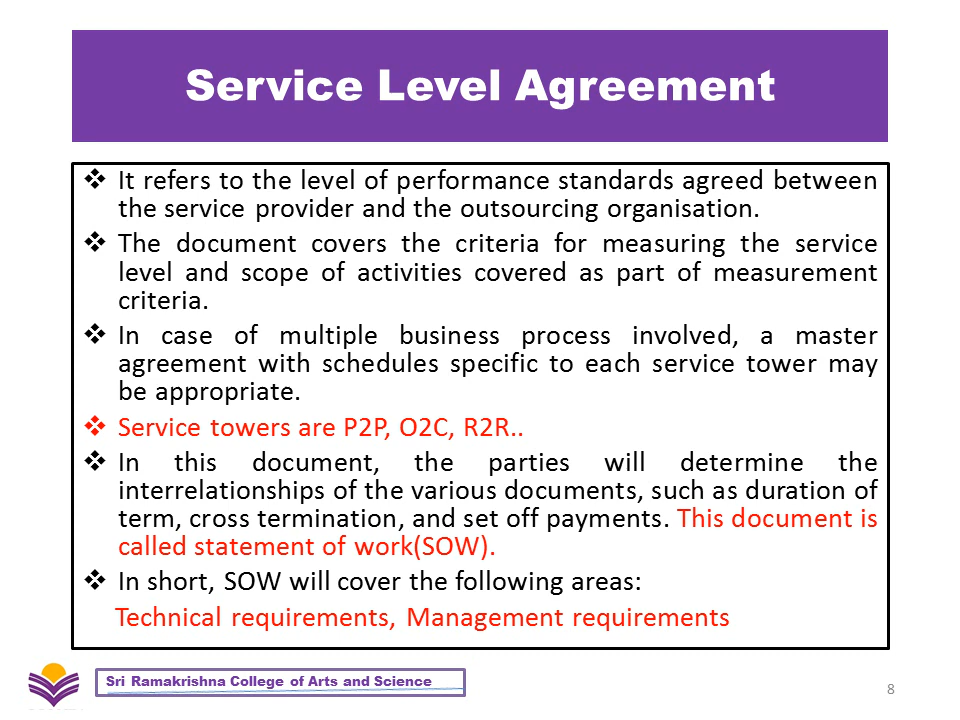 Service Level Agreement
❖ It refers to the level of performance standards agreed between
the service provider and the outsourcing organisation.
❖ The document covers the criteria for measuring the service
level and scope of activities covered as part of measurement
criteria.
❖ In case of multiple business process involved, a master
agreement with schedules specific to each service tower may
be appropriate.
❖ Service towers are P2P, O2C, R2R..
❖ In this document, the parties will determine the
interrelationships of the various documents, such as duration of
term, cross termination, and set off payments. This document is
called statement of work(SOW).
❖ In short, SOW will cover the following areas:
Technical requirements, Management requirements
Sri Ramakrishna College of Arts and Science
8